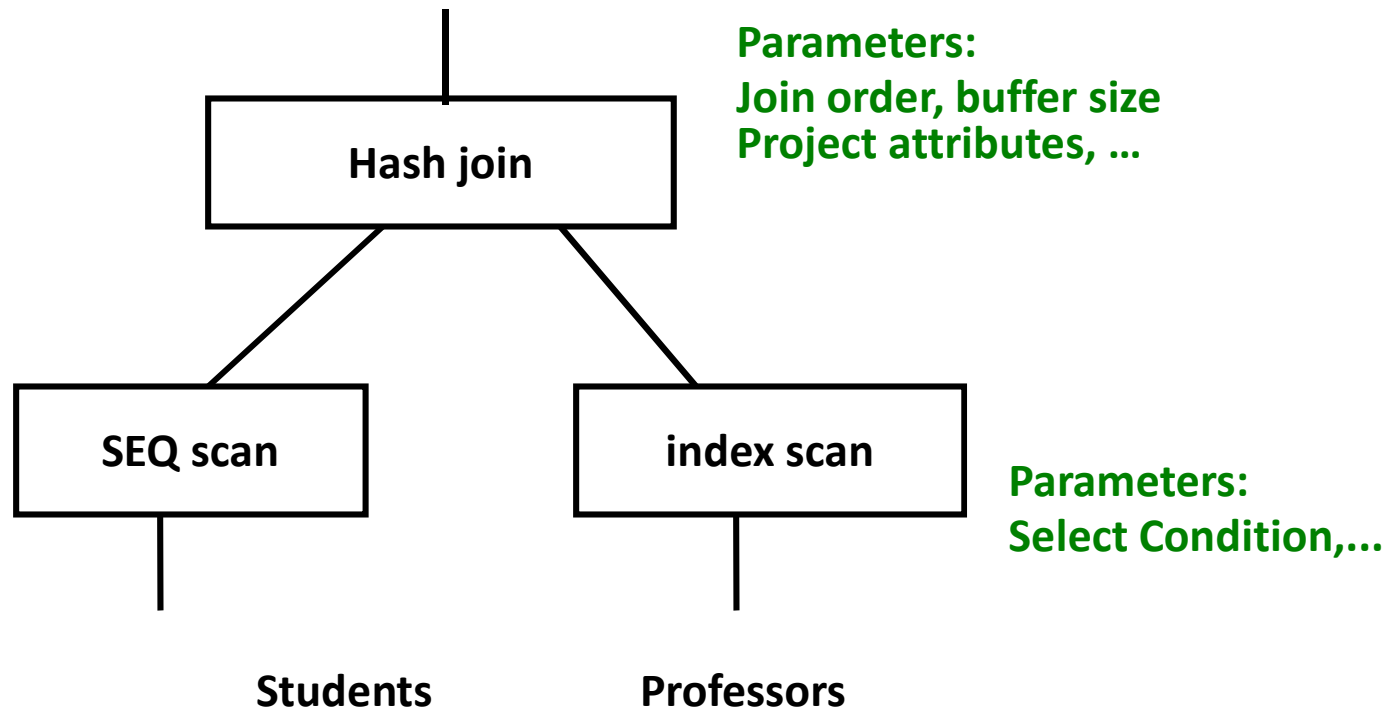 Parameters:
Join order, buffer size
Project attributes, …
Hash join
SEQ scan
index scan
Parameters:
Select Condition,...
Students
Professors